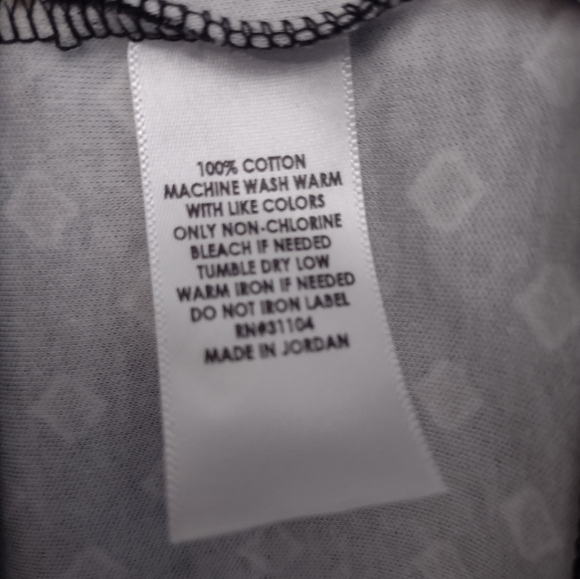 100% COTTON
MACHINE WASH WARM
WITH LIKE COLORS
ONLY NON-CHLORINE
BLEACH IF NEEDED
TUMBLE DRY LOW
WARM IRON IF NEEDED
DO NOT IRON LABEL
RN#31104
MADE IN JORDAN